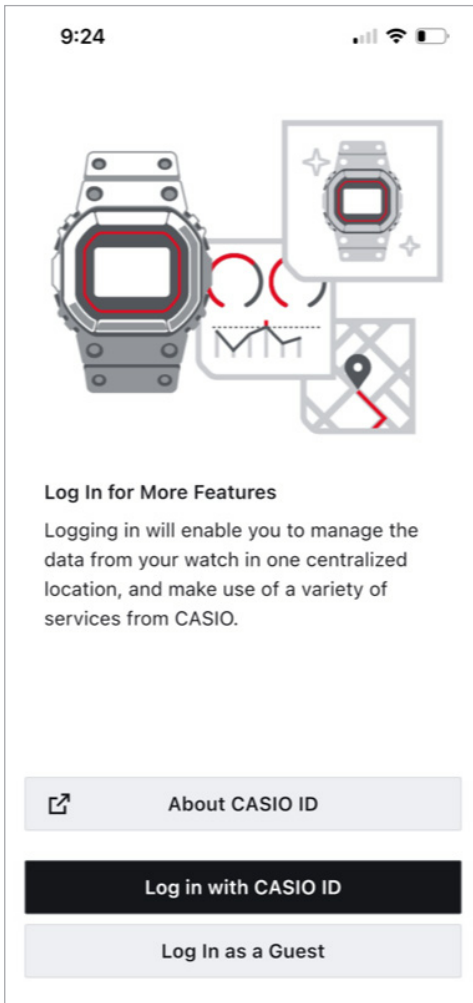 9:24
Log In for More Features
Logging in will enable you to manage the
data from your watch in one centralized
location, and make use of a variety of
services from CASIO.
About CASIO ID
Log in with CASIO ID
Log In as a Guest